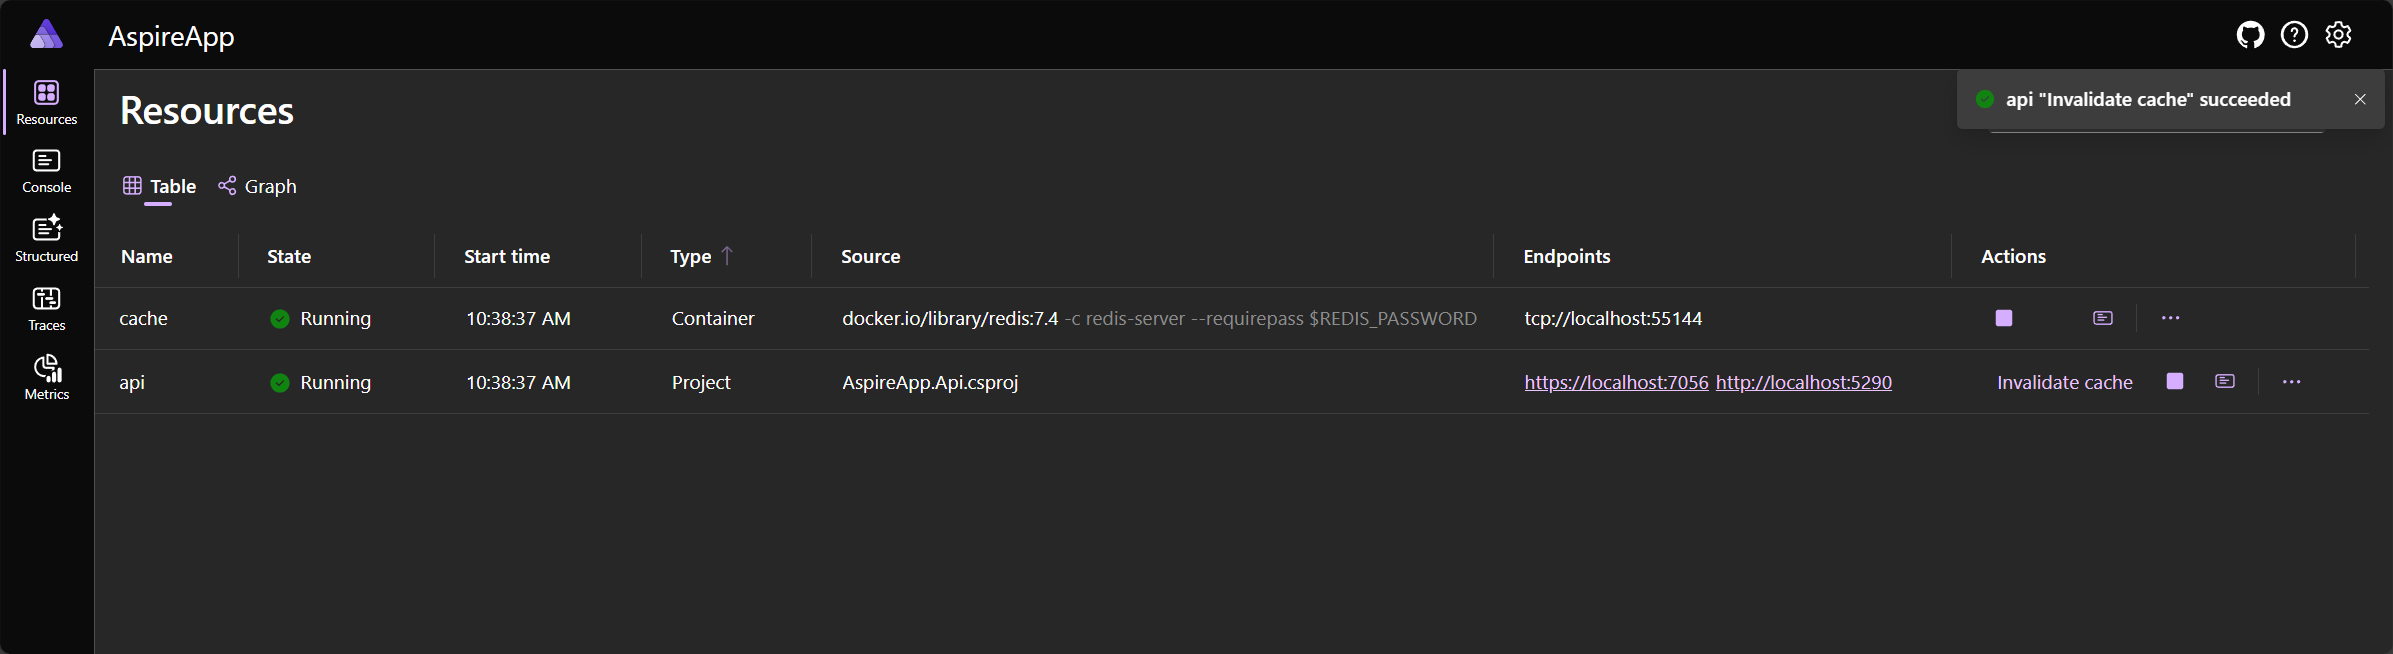 AspireApp
api "Invalidate cache" succeeded
Resources
Console
Structured
Traces
Metrics
Resources
Table Graph
Name State Start time Type Source Endpoints Actions
cache Running 10:38:37 AM Container docker.io/library/redis:7.4 -c redis-server --requirepass $REDIS_PASSWORD tcp://localhost:55144
api Running 10:38:37 AM Project AspireApp.Api.csproj https://localhost:7056 http://localhost:5290 Invalidate cache